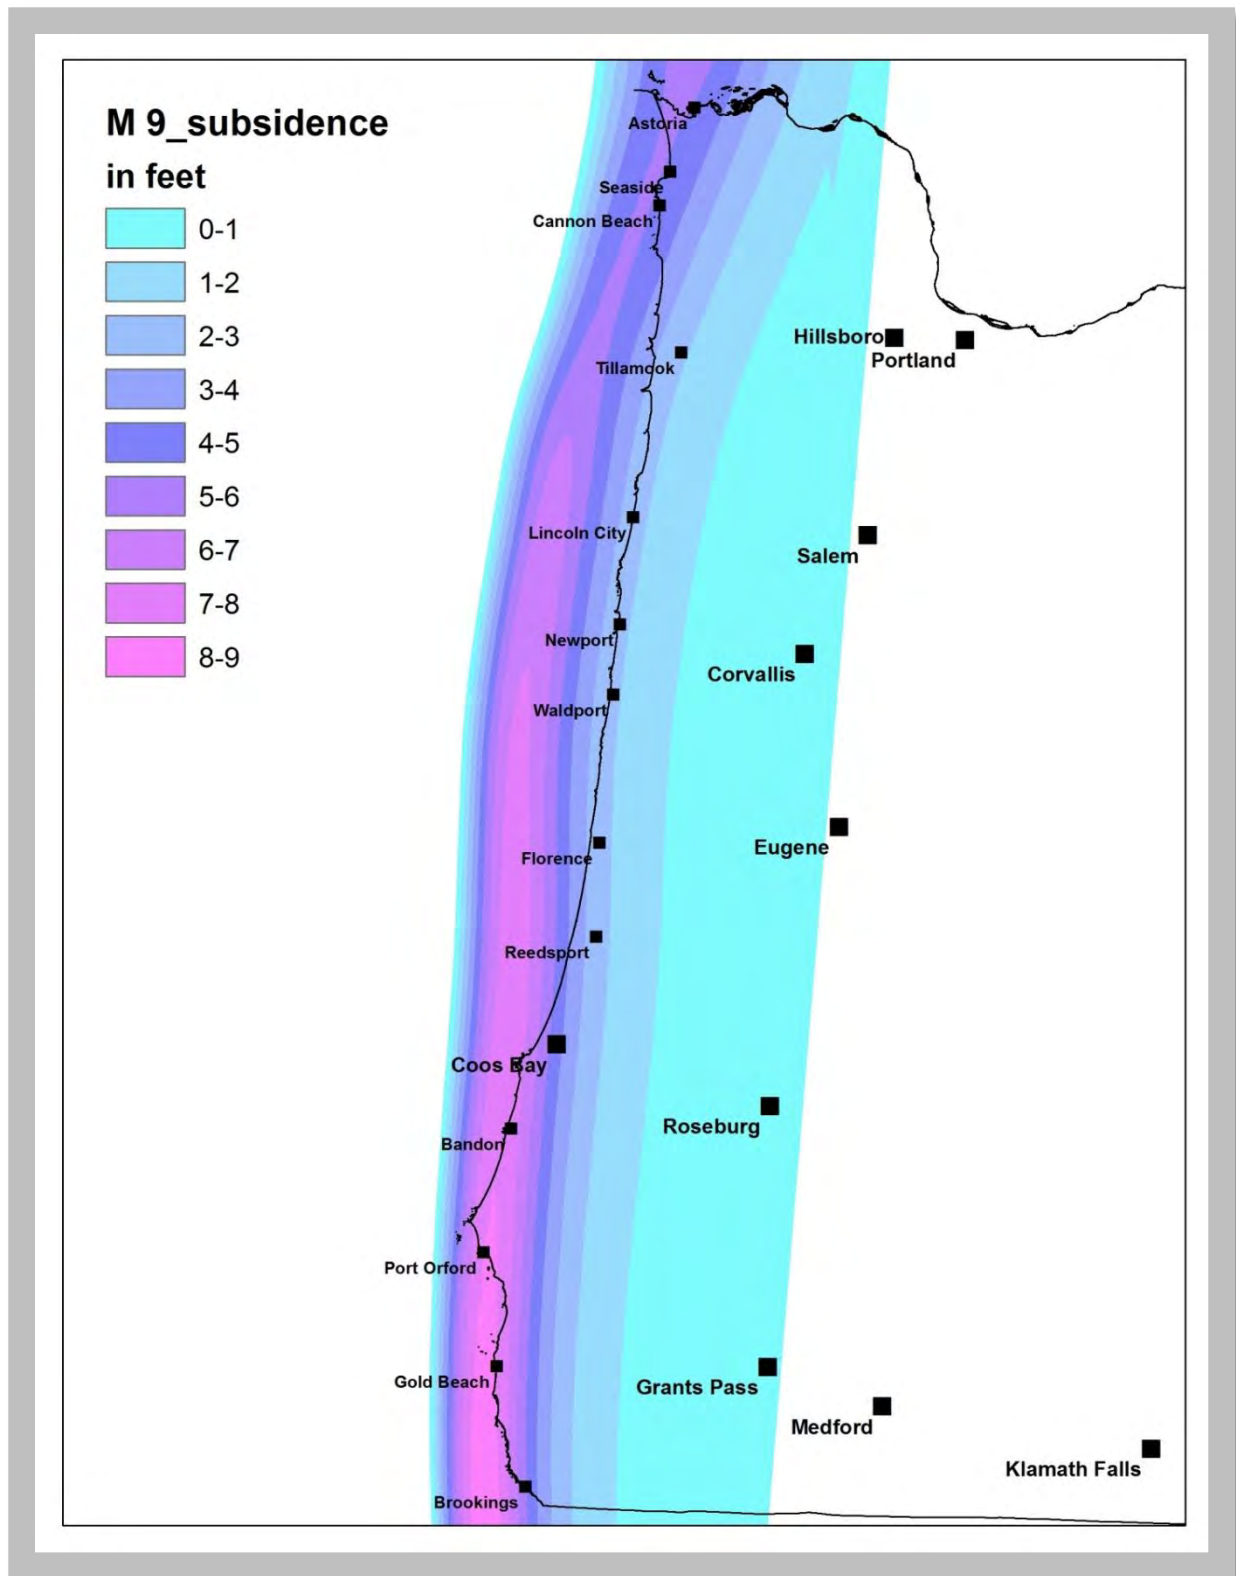 M 9_subsidence
in feet
0-1
1-2
2-3
3-4
4-5
5-6
6-7
7-8
8-9
Astoria
Seaside
Cannon Beach
Hillsboro
Portland
Tillamook
Lincoln City
Salem
Newport
Corvallis
Waldport
Eugene
Florence
Reedsport
Coos Bay
Roseburg
Bandon
Port Orford
Gold Beach
Grants Pass
Medford
Klamath Falls
Brookings